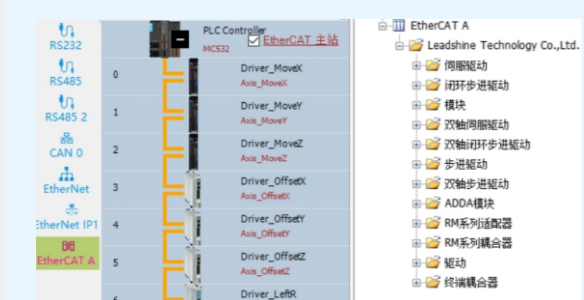 RS232
RS485
RS485 2
CAN 0
EtherNet
EtherNet IP1
EtherCAT A
PLC Controller
MC532
EtherCAT 主站
0
Driver_MoveX
Axis_MoveX
1
Driver_MoveY
Axis_MoveY
2
Driver_MoveZ
Axis_MoveZ
3
Driver_OffsetX
Axis_OffsetX
4
Driver_OffsetY
Axis_OffsetY
5
Driver_OffsetZ
Axis_OffsetZ
6
Driver_LeftR
EtherCAT A
Leadshine Technology Co.,Ltd.
伺服驱动
闭环步进驱动
模块
双轴伺服驱动
双轴闭环步进驱动
步进驱动
双轴步进驱动
ADDA模块
RM系列适配器
RM系列耦合器
驱动
终端耦合器